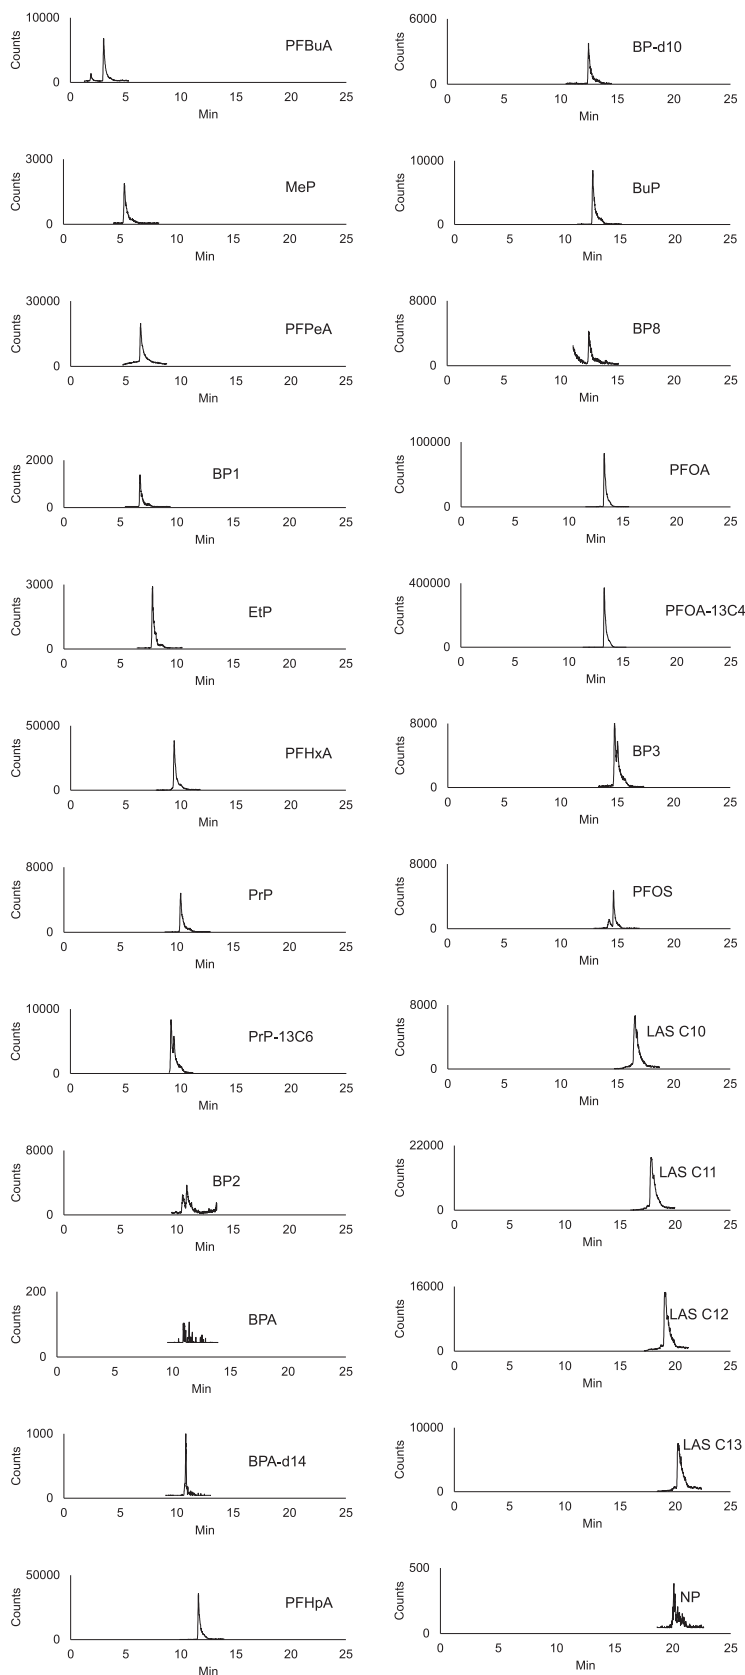 10000
PFBuA
Counts
0
0 5 10 15 20 25
Min
3000
MeP
Counts
0
0 5 10 15 20 25
Min
30000
PFPeA
Counts
0
0 5 10 15 20 25
Min
2000
BP1
Counts
0
0 5 10 15 20 25
Min
3000
EtP
Counts
0
0 5 10 15 20 25
Min
50000
PFHxA
Counts
0
0 5 10 15 20 25
Min
8000
PrP
Counts
0
0 5 10 15 20 25
Min
10000
PrP-13C6
Counts
0
0 5 10 15 20 25
Min
8000
BP2
Counts
0
0 5 10 15 20 25
Min
200
BPA
Counts
0
0 5 10 15 20 25
Min
1000
BPA-d14
Counts
0
0 5 10 15 20 25
Min
50000
PFHpA
Counts
0
0 5 10 15 20 25
Min
6000
BP-d10
Counts
0
0 5 10 15 20 25
Min
10000
BuP
Counts
0
0 5 10 15 20 25
Min
8000
BP8
Counts
0
0 5 10 15 20 25
Min
100000
PFOA
Counts
0
0 5 10 15 20 25
Min
400000
PFOA-13C4
Counts
0
0 5 10 15 20 25
Min
8000
BP3
Counts
0
0 5 10 15 20 25
Min
8000
PFOS
Counts
0
0 5 10 15 20 25
Min
8000
LAS C10
Counts
0
0 5 10 15 20 25
Min
22000
LAS C11
Counts
0
0 5 10 15 20 25
Min
16000
LAS C12
Counts
0
0 5 10 15 20 25
Min
10000
LAS C13
Counts
0
0 5 10 15 20 25
Min
500
NP
Counts
0
0 5 10 15 20 25
Min